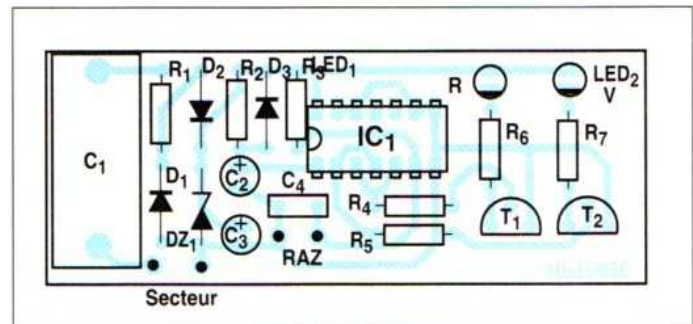 R1 D2 R2 D3 R3 LED1
R LED2
V
C1
IC1
R6 R7
D1
C2 C4
R4
T1 T2
DZ1 C3
R5
RAZ
Secteur